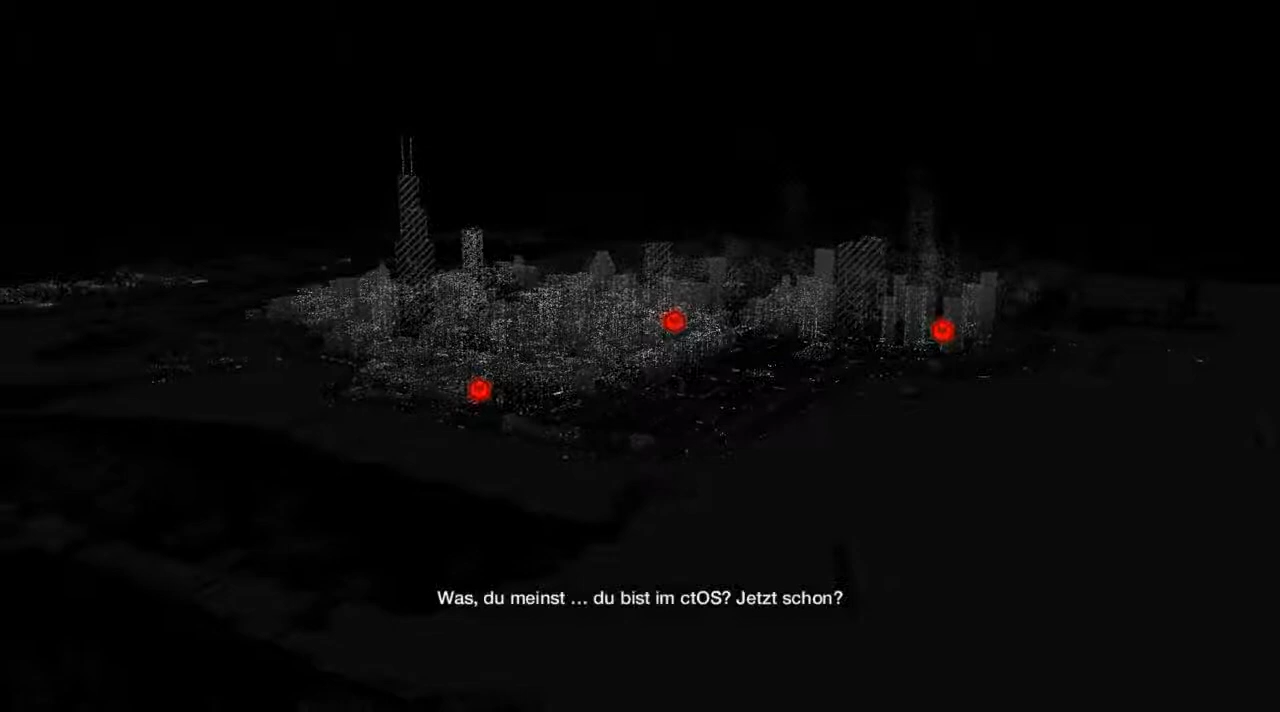 Was, du meinst … du bist im ctOS? Jetzt schon?